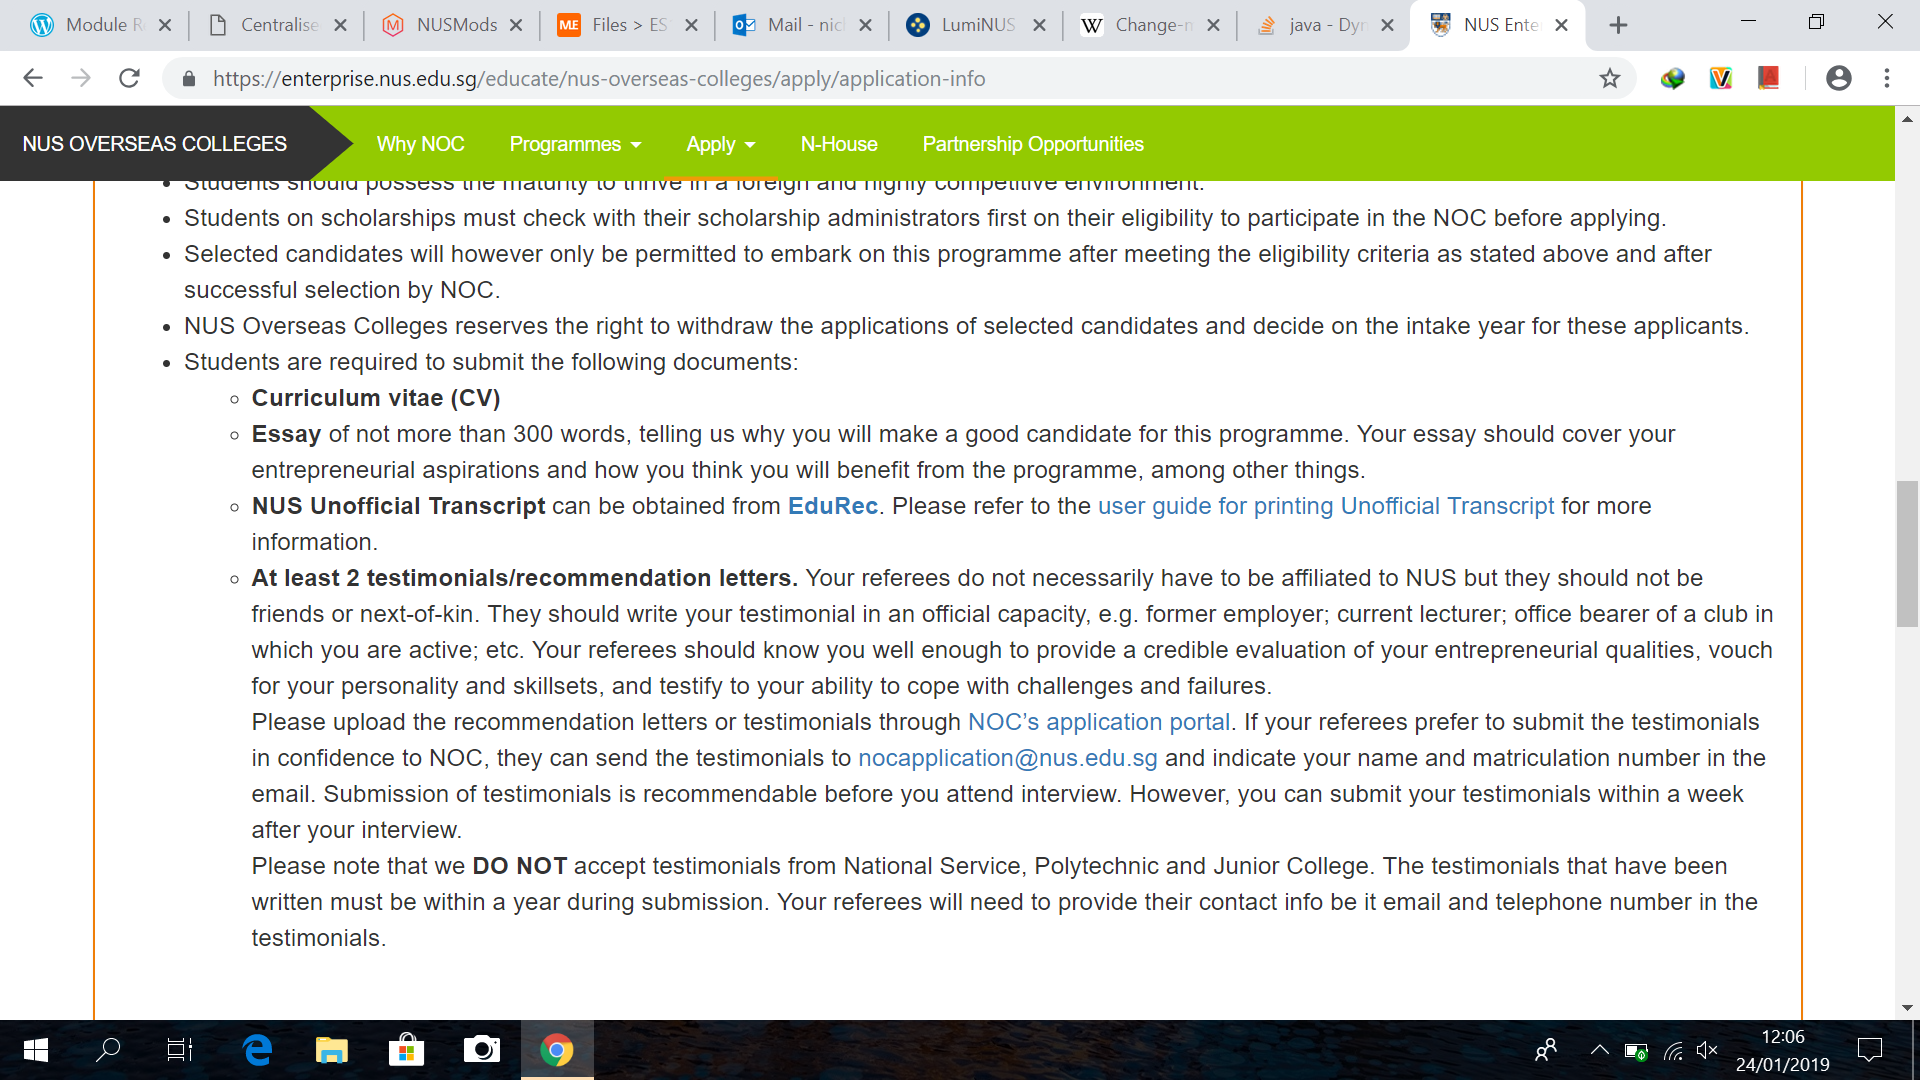 Module R
Centralise
NUSMods
Files > ES
Mail - nic
LumiNUS
Change-m
java - Dyn
NUS Ente
https://enterprise.nus.edu.sg/educate/nus-overseas-colleges/apply/application-info
NUS OVERSEAS COLLEGES
Why NOC
Programmes
Apply
N-House
Partnership Opportunities
• Students should possess the maturity to thrive in a foreign and highly competitive environment.
• Students on scholarships must check with their scholarship administrators first on their eligibility to participate in the NOC before applying.
• Selected candidates will however only be permitted to embark on this programme after meeting the eligibility criteria as stated above and after
successful selection by NOC.
• NUS Overseas Colleges reserves the right to withdraw the applications of selected candidates and decide on the intake year for these applicants.
• Students are required to submit the following documents:
◦ Curriculum vitae (CV)
◦ Essay of not more than 300 words, telling us why you will make a good candidate for this programme. Your essay should cover your
entrepreneurial aspirations and how you think you will benefit from the programme, among other things.
◦ NUS Unofficial Transcript can be obtained from EduRec. Please refer to the user guide for printing Unofficial Transcript for more
information.
◦ At least 2 testimonials/recommendation letters. Your referees do not necessarily have to be affiliated to NUS but they should not be
friends or next-of-kin. They should write your testimonial in an official capacity, e.g. former employer; current lecturer; office bearer of a club in
which you are active; etc. Your referees should know you well enough to provide a credible evaluation of your entrepreneurial qualities, vouch
for your personality and skillsets, and testify to your ability to cope with challenges and failures.
Please upload the recommendation letters or testimonials through NOC’s application portal. If your referees prefer to submit the testimonials
in confidence to NOC, they can send the testimonials to nocapplication@nus.edu.sg and indicate your name and matriculation number in the
email. Submission of testimonials is recommendable before you attend interview. However, you can submit your testimonials within a week
after your interview.
Please note that we DO NOT accept testimonials from National Service, Polytechnic and Junior College. The testimonials that have been
written must be within a year during submission. Your referees will need to provide their contact info be it email and telephone number in the
testimonials.
12:06
24/01/2019